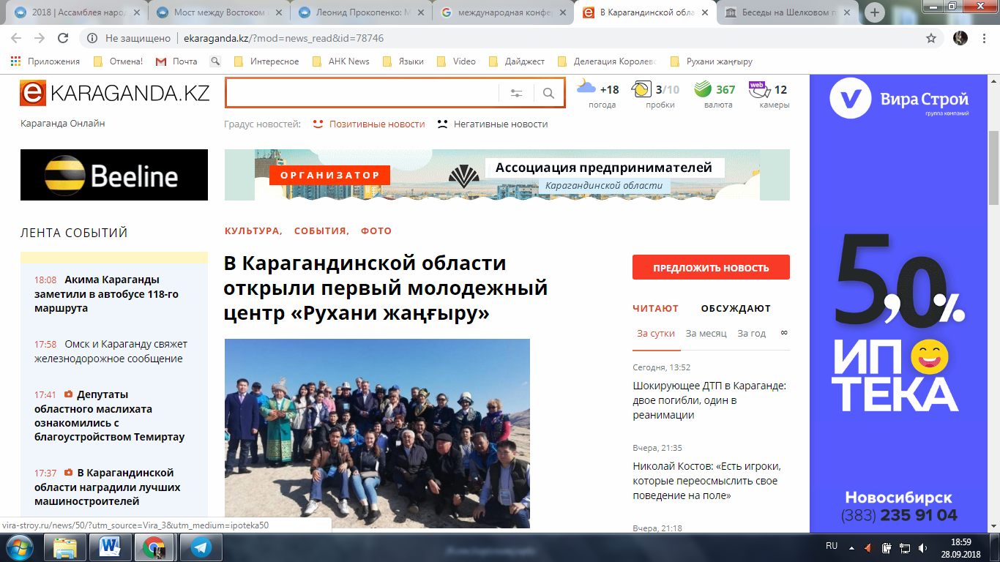 2018 | Ассамблея народ
Мост между Востоком
Леонид Прокопенко: М
международная конфер
В Карагандинской обла
Беседы на Шелковом п
Не защищено | ekaraganda.kz/?mod=news_read&id=78746
Приложения Отмена! Почта Интересное АНК News Языки Video Дайджест Делегация Королевс Рухани жаңғыру
e KARAGANDA.KZ
Караганда Онлайн
+18
погода
3/10
пробки
367
валюта
web 12
камеры
Градус новостей: Позитивные новости Негативные новости
Beeline
ОРГАНИЗАТОР
Ассоциация предпринимателей
Карагандинской области
ЛЕНТА СОБЫТИЙ
18:08 Акима Караганды
заметили в автобусе 118-го
маршрута
17:58 Омск и Караганду свяжет
железнодорожное сообщение
17:41 Депутаты
областного маслихата
ознакомились с
благоустройством Темиртау
17:37 В Карагандинской
области наградили лучших
машиностроителей
КУЛЬТУРА, СОБЫТИЯ, ФОТО
В Карагандинской области
открыли первый молодежный
центр «Рухани жаңғыру»
ПРЕДЛОЖИТЬ НОВОСТЬ
ЧИТАЮТ ОБСУЖДАЮТ
За сутки За месяц За год ∞
Сегодня, 13:52
Шокирующее ДТП в Караганде:
двое погибли, один в
реанимации
Вчера, 21:35
Николай Костов: «Есть игроки,
которые переосмыслить свое
поведение на поле»
Вчера, 21:18
Вира Строй
группа компаний
5,0%
ИП
ТЕКА
Новосибирск
(383) 235 91 04
vira-stroy.ru/news/50/?utm_source=Vira_3&utm_medium=ipoteka50
RU
18:59
28.09.2018